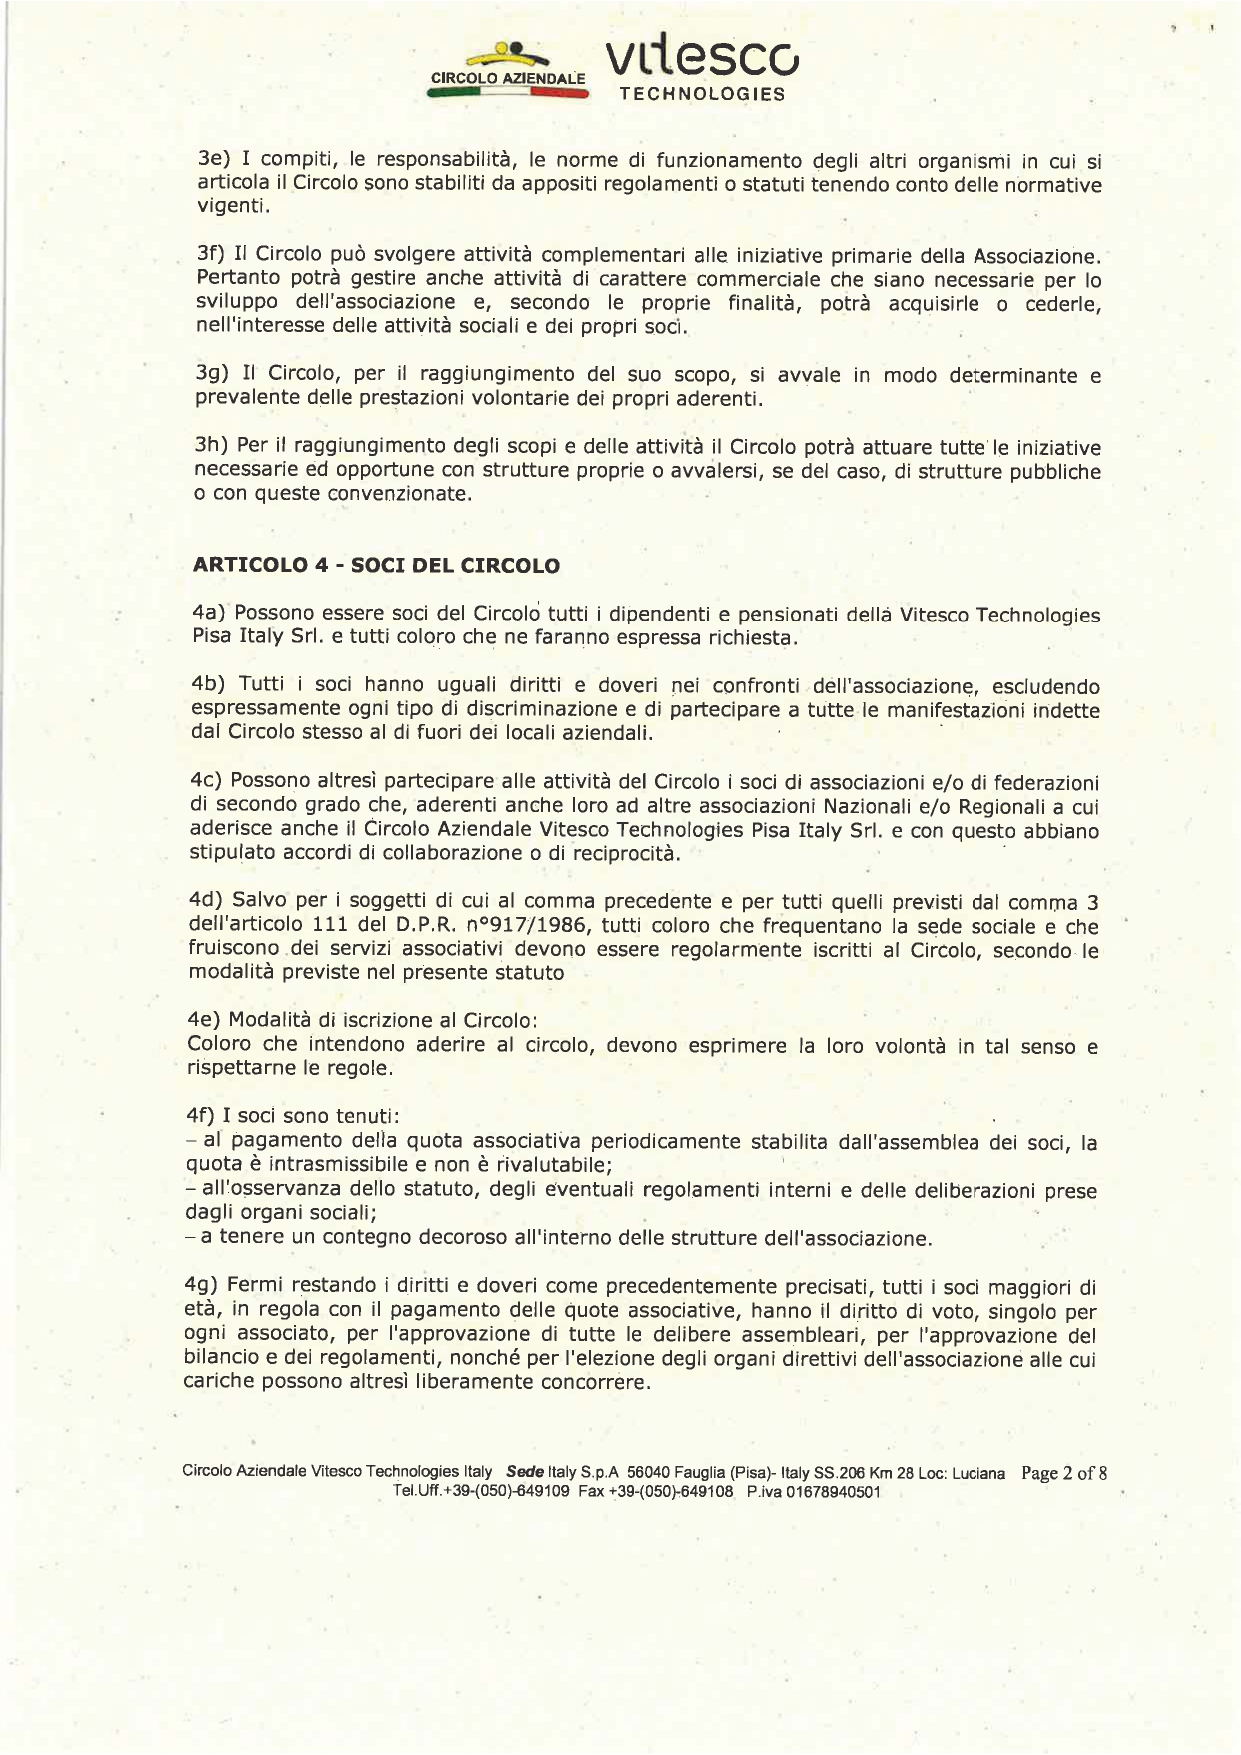 CIRCOLO AZIENDALE
vitesco
TECHNOLOGIES
3e) I compiti, le responsabilità, le norme di funzionamento degli altri organismi in cui si
articola il Circolo sono stabiliti da appositi regolamenti o statuti tenendo conto delle normative
vigenti.
3f) Il Circolo può svolgere attività complementari alle iniziative primarie della Associazione.
Pertanto potrà gestire anche attività di carattere commerciale che siano necessarie per lo
sviluppo dell'associazione e, secondo le proprie finalità, potrà acquisirle o cederle,
nell'interesse delle attività sociali e dei propri soci.
3g) Il Circolo, per il raggiungimento del suo scopo, si avvale in modo determinante e
prevalente delle prestazioni volontarie dei propri aderenti.
3h) Per il raggiungimento degli scopi e delle attività il Circolo potrà attuare tutte le iniziative
necessarie ed opportune con strutture proprie o avvalersi, se del caso, di strutture pubbliche
o con queste convenzionate.
ARTICOLO 4 - SOCI DEL CIRCOLO
4a) Possono essere soci del Circolo tutti i dipendenti e pensionati della Vitesco Technologies
Pisa Italy Srl. e tutti coloro che ne faranno espressa richiesta.
4b) Tutti i soci hanno uguali diritti e doveri nei confronti dell'associazione, escludendo
espressamente ogni tipo di discriminazione e di partecipare a tutte le manifestazioni indette
dal Circolo stesso al di fuori dei locali aziendali.
4c) Possono altresì partecipare alle attività del Circolo i soci di associazioni e/o di federazioni
di secondo grado che, aderenti anche loro ad altre associazioni Nazionali e/o Regionali a cui
aderisce anche il Circolo Aziendale Vitesco Technologies Pisa Italy Srl. e con questo abbiano
stipulato accordi di collaborazione o di reciprocità.
4d) Salvo per i soggetti di cui al comma precedente e per tutti quelli previsti dal comma 3
dell'articolo 111 del D.P.R. n°917/1986, tutti coloro che frequentano la sede sociale e che
fruiscono dei servizi associativi devono essere regolarmente iscritti al Circolo, secondo le
modalità previste nel presente statuto
4e) Modalità di iscrizione al Circolo:
Coloro che intendono aderire al circolo, devono esprimere la loro volontà in tal senso e
rispettarne le regole.
4f) I soci sono tenuti:
– al pagamento della quota associativa periodicamente stabilita dall'assemblea dei soci, la
quota è intrasmissibile e non è rivalutabile;
– all'osservanza dello statuto, degli eventuali regolamenti interni e delle deliberazioni prese
dagli organi sociali;
– a tenere un contegno decoroso all'interno delle strutture dell'associazione.
4g) Fermi restando i diritti e doveri come precedentemente precisati, tutti i soci maggiori di
età, in regola con il pagamento delle quote associative, hanno il diritto di voto, singolo per
ogni associato, per l'approvazione di tutte le delibere assembleari, per l'approvazione del
bilancio e dei regolamenti, nonché per l'elezione degli organi direttivi dell'associazione alle cui
cariche possono altresì liberamente concorrere.
Circolo Aziendale Vitesco Technologies Italy Sede Italy S.p.A 56040 Fauglia (Pisa)- Italy SS.206 Km 28 Loc: Luciana Page 2 of 8
Tel.Uff.+39-(050)-649109 Fax +39-(050)-649108 P.iva 01678940501